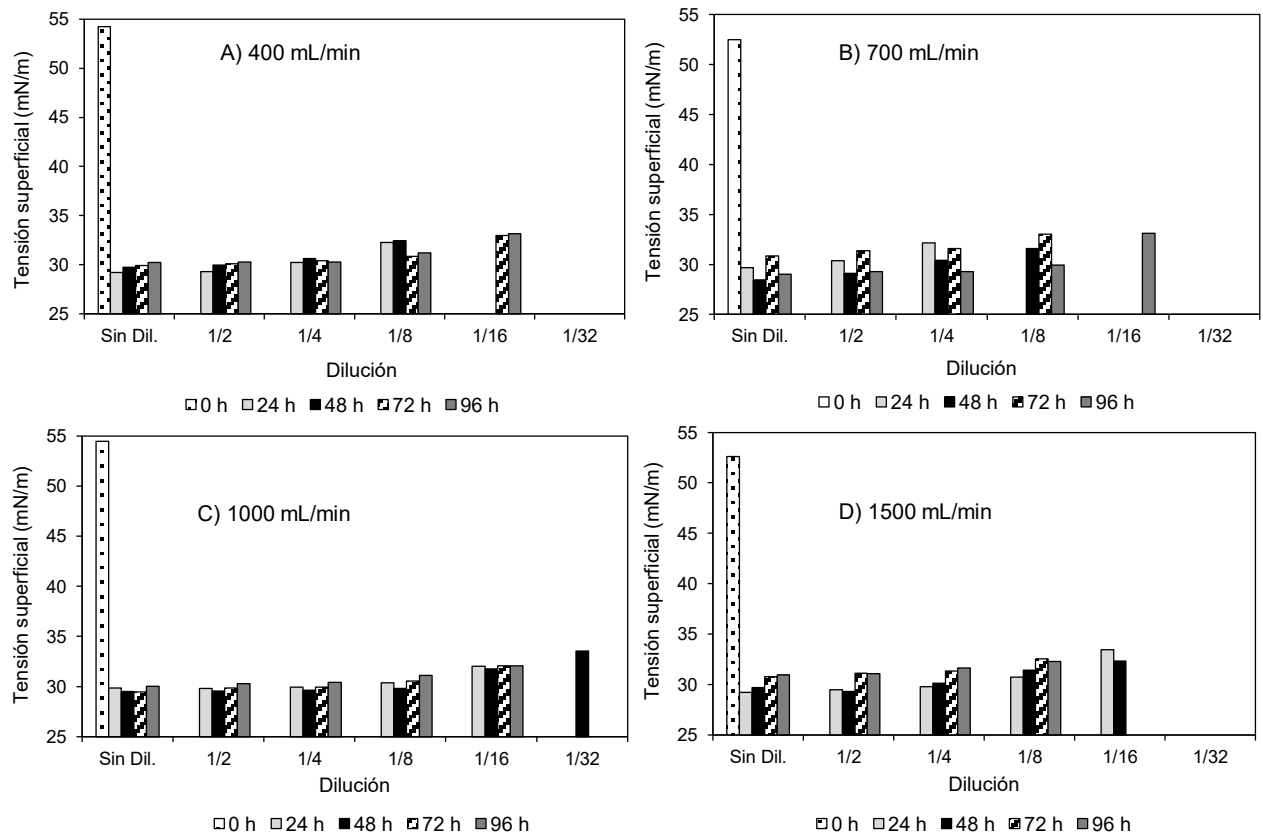 A) 400 mL/min
Tensión superficial (mN/m)
55
50
45
40
35
30
25
Sin Dil. 1/2 1/4 1/8 1/16 1/32
Dilución
0 h 24 h 48 h 72 h 96 h
B) 700 mL/min
Tensión superficial (mN/m)
55
50
45
40
35
30
25
Sin Dil. 1/2 1/4 1/8 1/16 1/32
Dilución
0 h 24 h 48 h 72 h 96 h
C) 1000 mL/min
Tensión superficial (mN/m)
55
50
45
40
35
30
25
Sin Dil. 1/2 1/4 1/8 1/16 1/32
Dilución
0 h 24 h 48 h 72 h 96 h
D) 1500 mL/min
Tensión superficial (mN/m)
55
50
45
40
35
30
25
Sin Dil. 1/2 1/4 1/8 1/16 1/32
Dilución
0 h 24 h 48 h 72 h 96 h